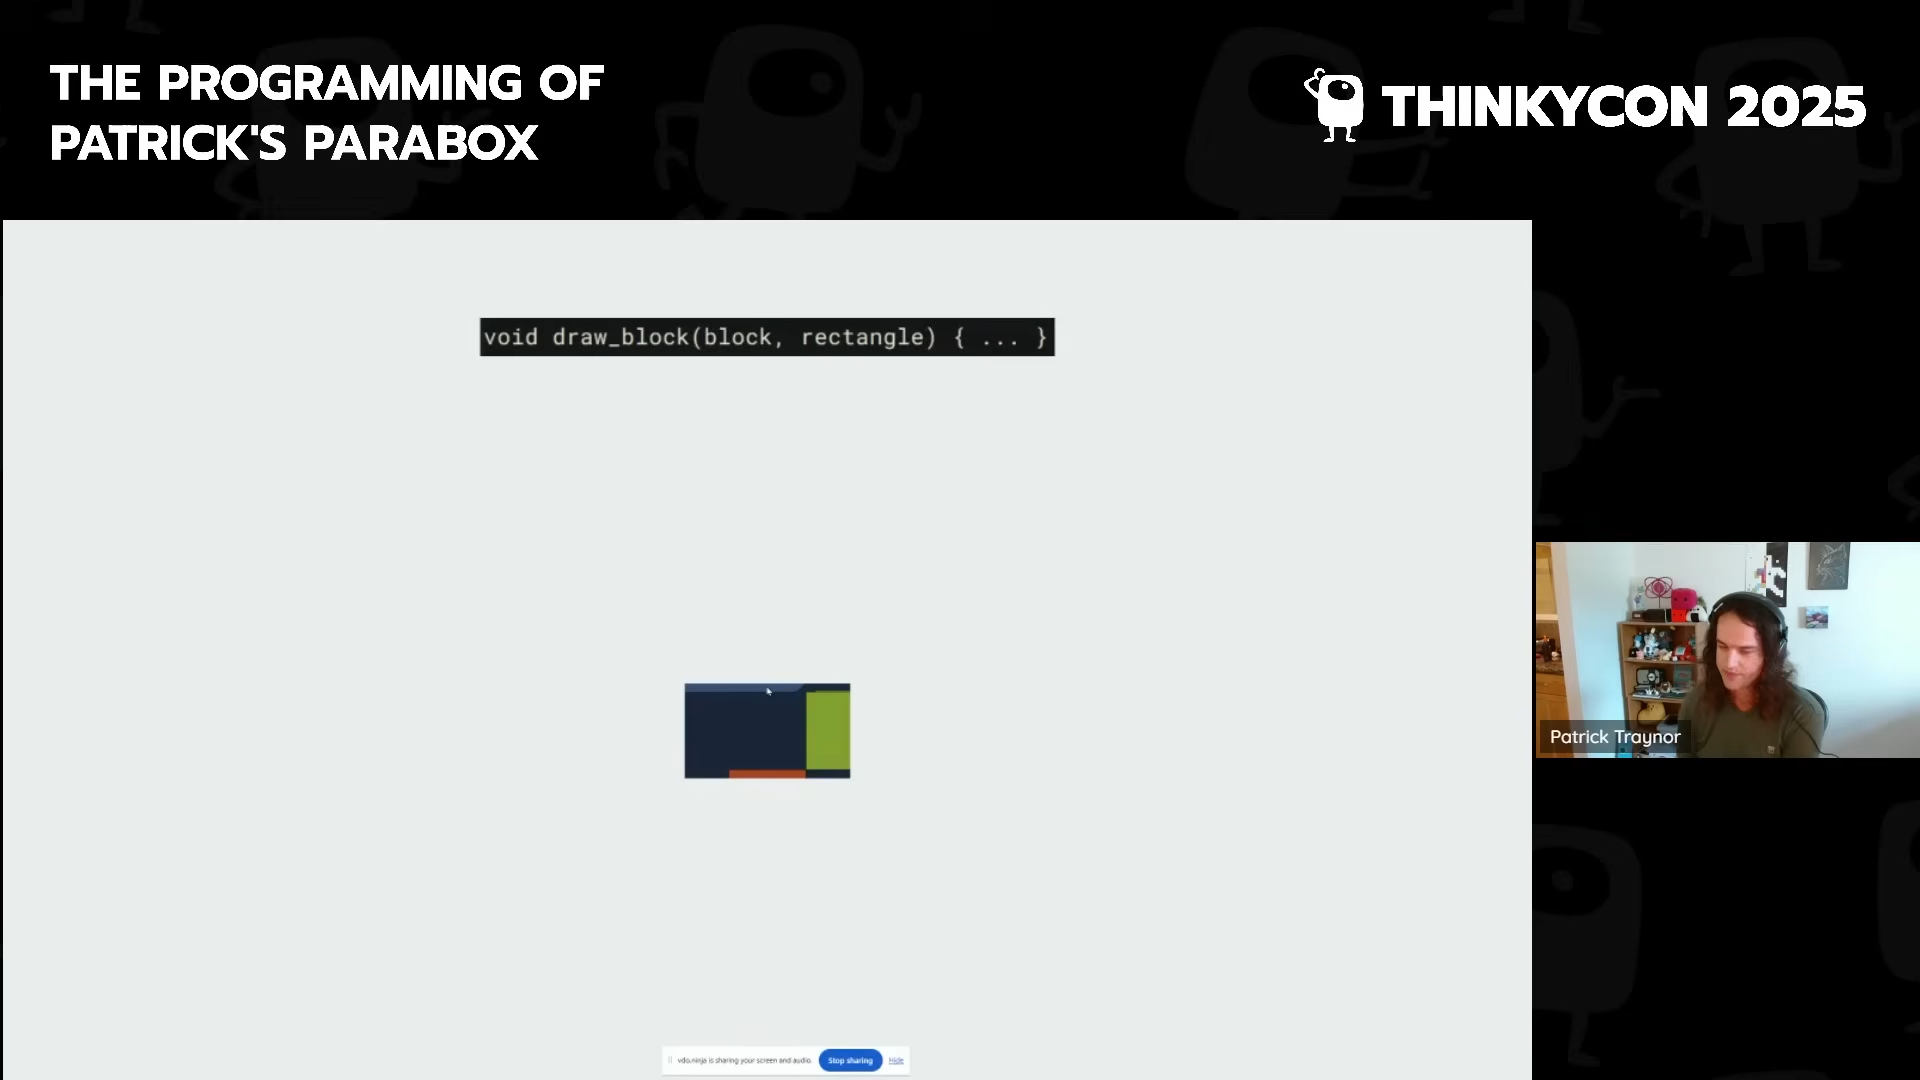 THE PROGRAMMING OF
PATRICK'S PARABOX
THINKYCON 2025
void draw_block(block, rectangle) { ... }
Patrick Traynor
vdo.ninja is sharing your screen and audio.
Stop sharing
Hide